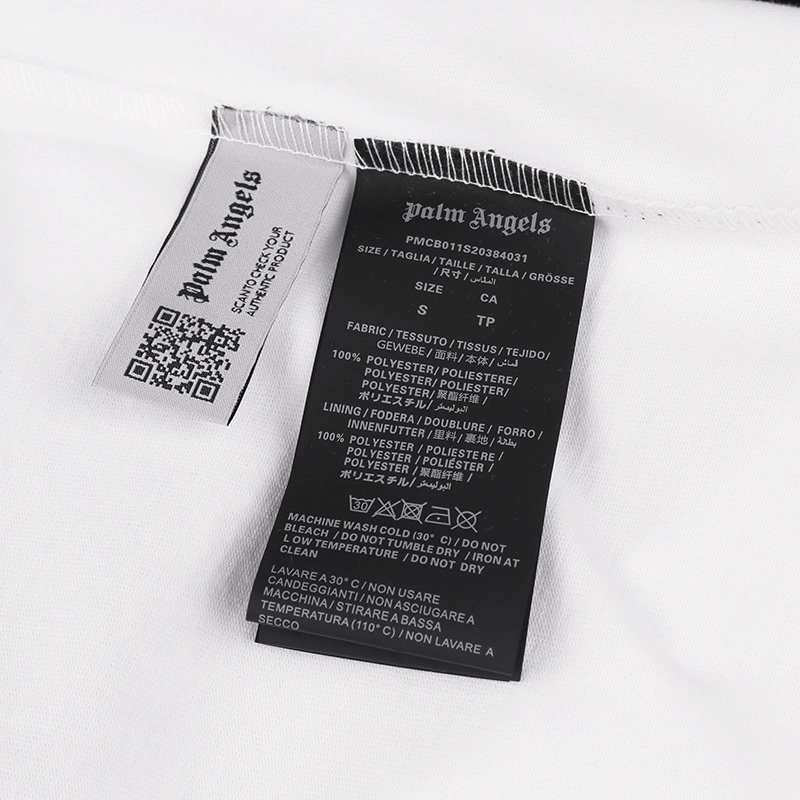 Palm Angels
SCAN TO CHECK YOUR
AUTHENTIC PRODUCT
Palm Angels
PMCB011S20384031
SIZE / TAGLIA / TAILLE / TALLA / GRÖSSE
/ 尺寸 / المقاس
SIZE CA
S TP
FABRIC / TESSUTO / TISSUS / TEJIDO/
GEWEBE / 面料 / 本体 / قماش
100% POLYESTER / POLIESTERE/
POLYESTER / POLIESTER/
POLYESTER / 聚酯纤维 /
ポリエスチル / البوليستر
LINING / FODERA / DOUBLURE / FORRO /
INNENFUTTER / 里料 / 裏地 / بطانة
100% POLYESTER / POLIESTERE /
POLYESTER / POLIÉSTER /
POLYESTER / 聚酯纤维 /
ポリエスチル / البوليستر
30
MACHINE WASH COLD (30° C) / DO NOT
BLEACH / DO NOT TUMBLE DRY / IRON AT
LOW TEMPERATURE / DO NOT DRY
CLEAN
LAVARE A 30° C / NON USARE
CANDEGGIANTI / NON ASCIUGARE A
MACCHINA / STIRARE A BASSA
TEMPERATURA (110° C) / NON LAVARE A
SECCO